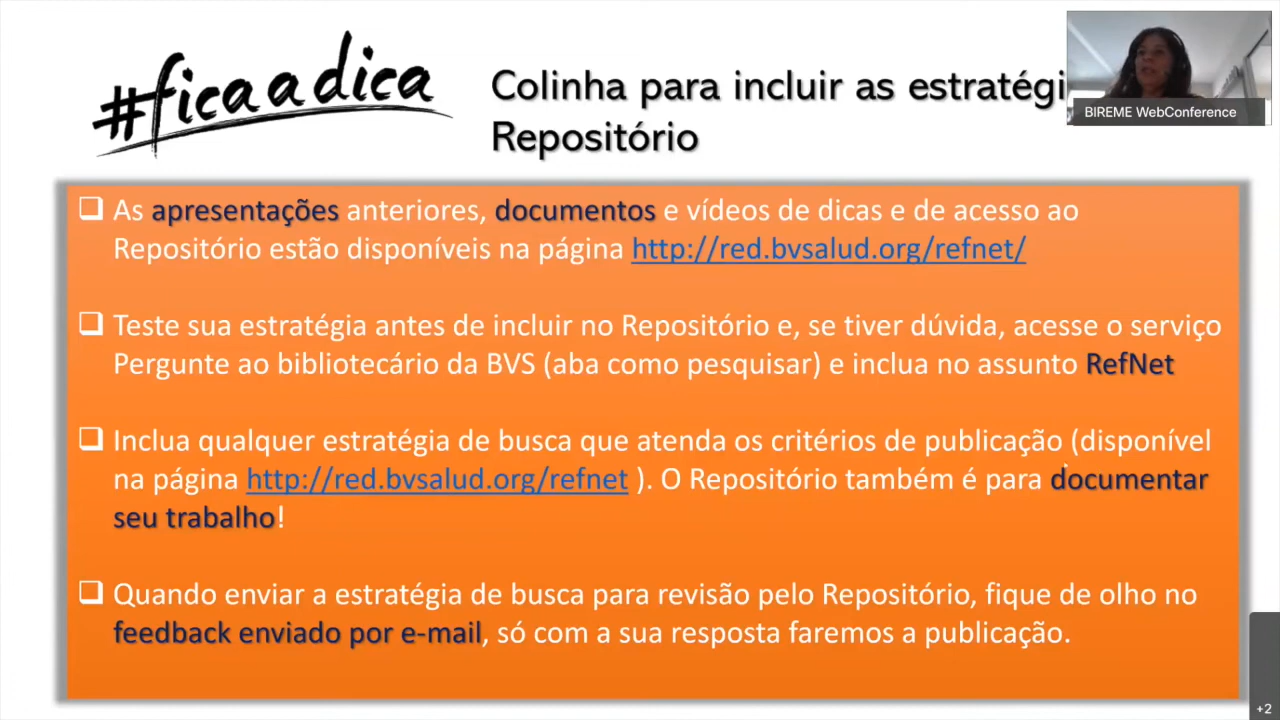 #ficaadica
Colinha para incluir as estratégi
Repositório
BIREME WebConference
❑ As apresentações anteriores, documentos e vídeos de dicas e de acesso ao
Repositório estão disponíveis na página http://red.bvsalud.org/refnet/
❑ Teste sua estratégia antes de incluir no Repositório e, se tiver dúvida, acesse o serviço
Pergunte ao bibliotecário da BVS (aba como pesquisar) e inclua no assunto RefNet
❑ Inclua qualquer estratégia de busca que atenda os critérios de publicação (disponível
na página http://red.bvsalud.org/refnet ). O Repositório também é para documentar
seu trabalho!
❑ Quando enviar a estratégia de busca para revisão pelo Repositório, fique de olho no
feedback enviado por e-mail, só com a sua resposta faremos a publicação.
+2